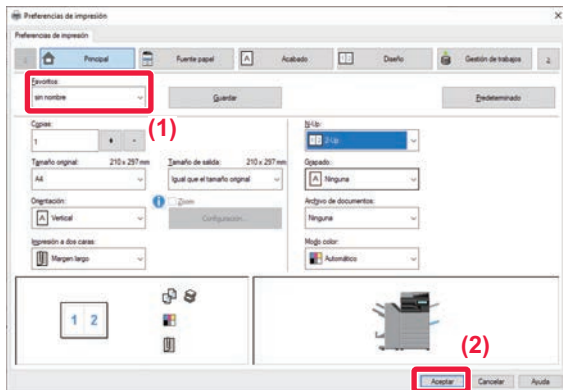 Preferencias de impresión
Preferencias de impresión
Principal Fuente papel Acabado Diseño Gestión de trabajos
Favoritos:
sin nombre Guardar Predeterminado
(1)
Copias: N-Up:
1 2-Up
Tamaño original: 210 x 297 mm Tamaño de salida: 210 x 297 mm Grapado:
A4 Igual que el tamaño original Ninguna
Orientación: Zoom Archivo de documentos:
Vertical Configuración... Ninguna
Impresión a dos caras: Modo color:
Margen largo Automático
1 2
(2)
Aceptar Cancelar Ayuda